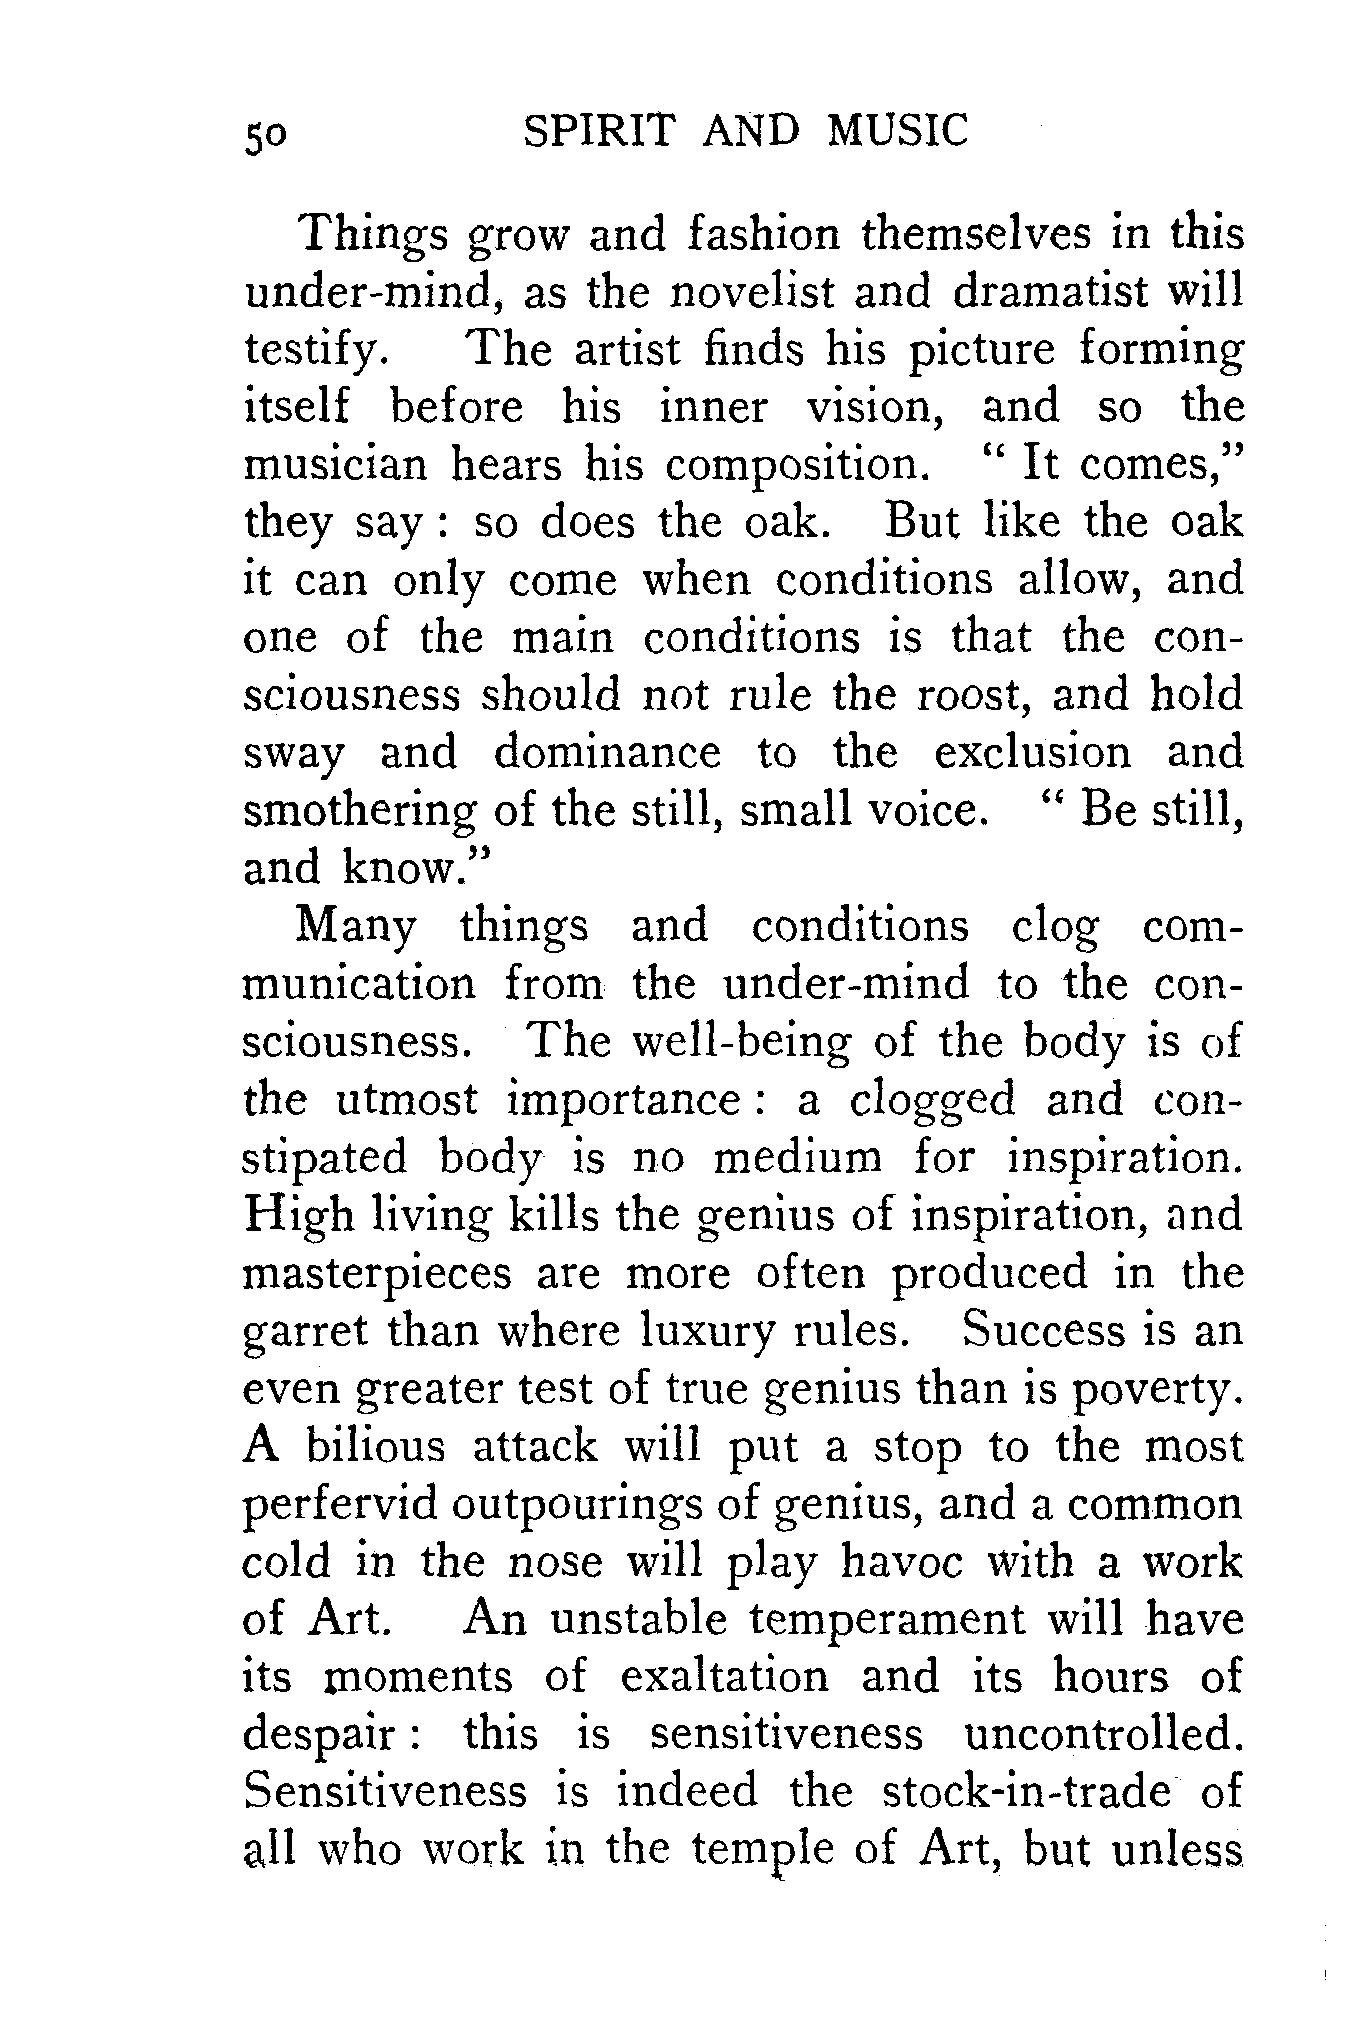 50 SPIRIT AND MUSIC
Things grow and fashion themselves in this
under-mind, as the novelist and dramatist will
testify. The artist finds his picture forming
itself before his inner vision, and so the
musician hears his composition. “ It comes,”
they say : so does the oak. But like the oak
it can only come when conditions allow, and
one of the main conditions is that the con-
sciousness should not rule the roost, and hold
sway and dominance to the exclusion and
smothering of the still, small voice. “ Be still,
and know.”
Many things and conditions clog com-
munication from the under-mind to the con-
sciousness. The well-being of the body is of
the utmost importance : a clogged and con-
stipated body is no medium for inspiration.
High living kills the genius of inspiration, and
masterpieces are more often produced in the
garret than where luxury rules. Success is an
even greater test of true genius than is poverty.
A bilious attack will put a stop to the most
perfervid outpourings of genius, and a common
cold in the nose will play havoc with a work
of Art. An unstable temperament will have
its moments of exaltation and its hours of
despair : this is sensitiveness uncontrolled.
Sensitiveness is indeed the stock-in-trade of
all who work in the temple of Art, but unless